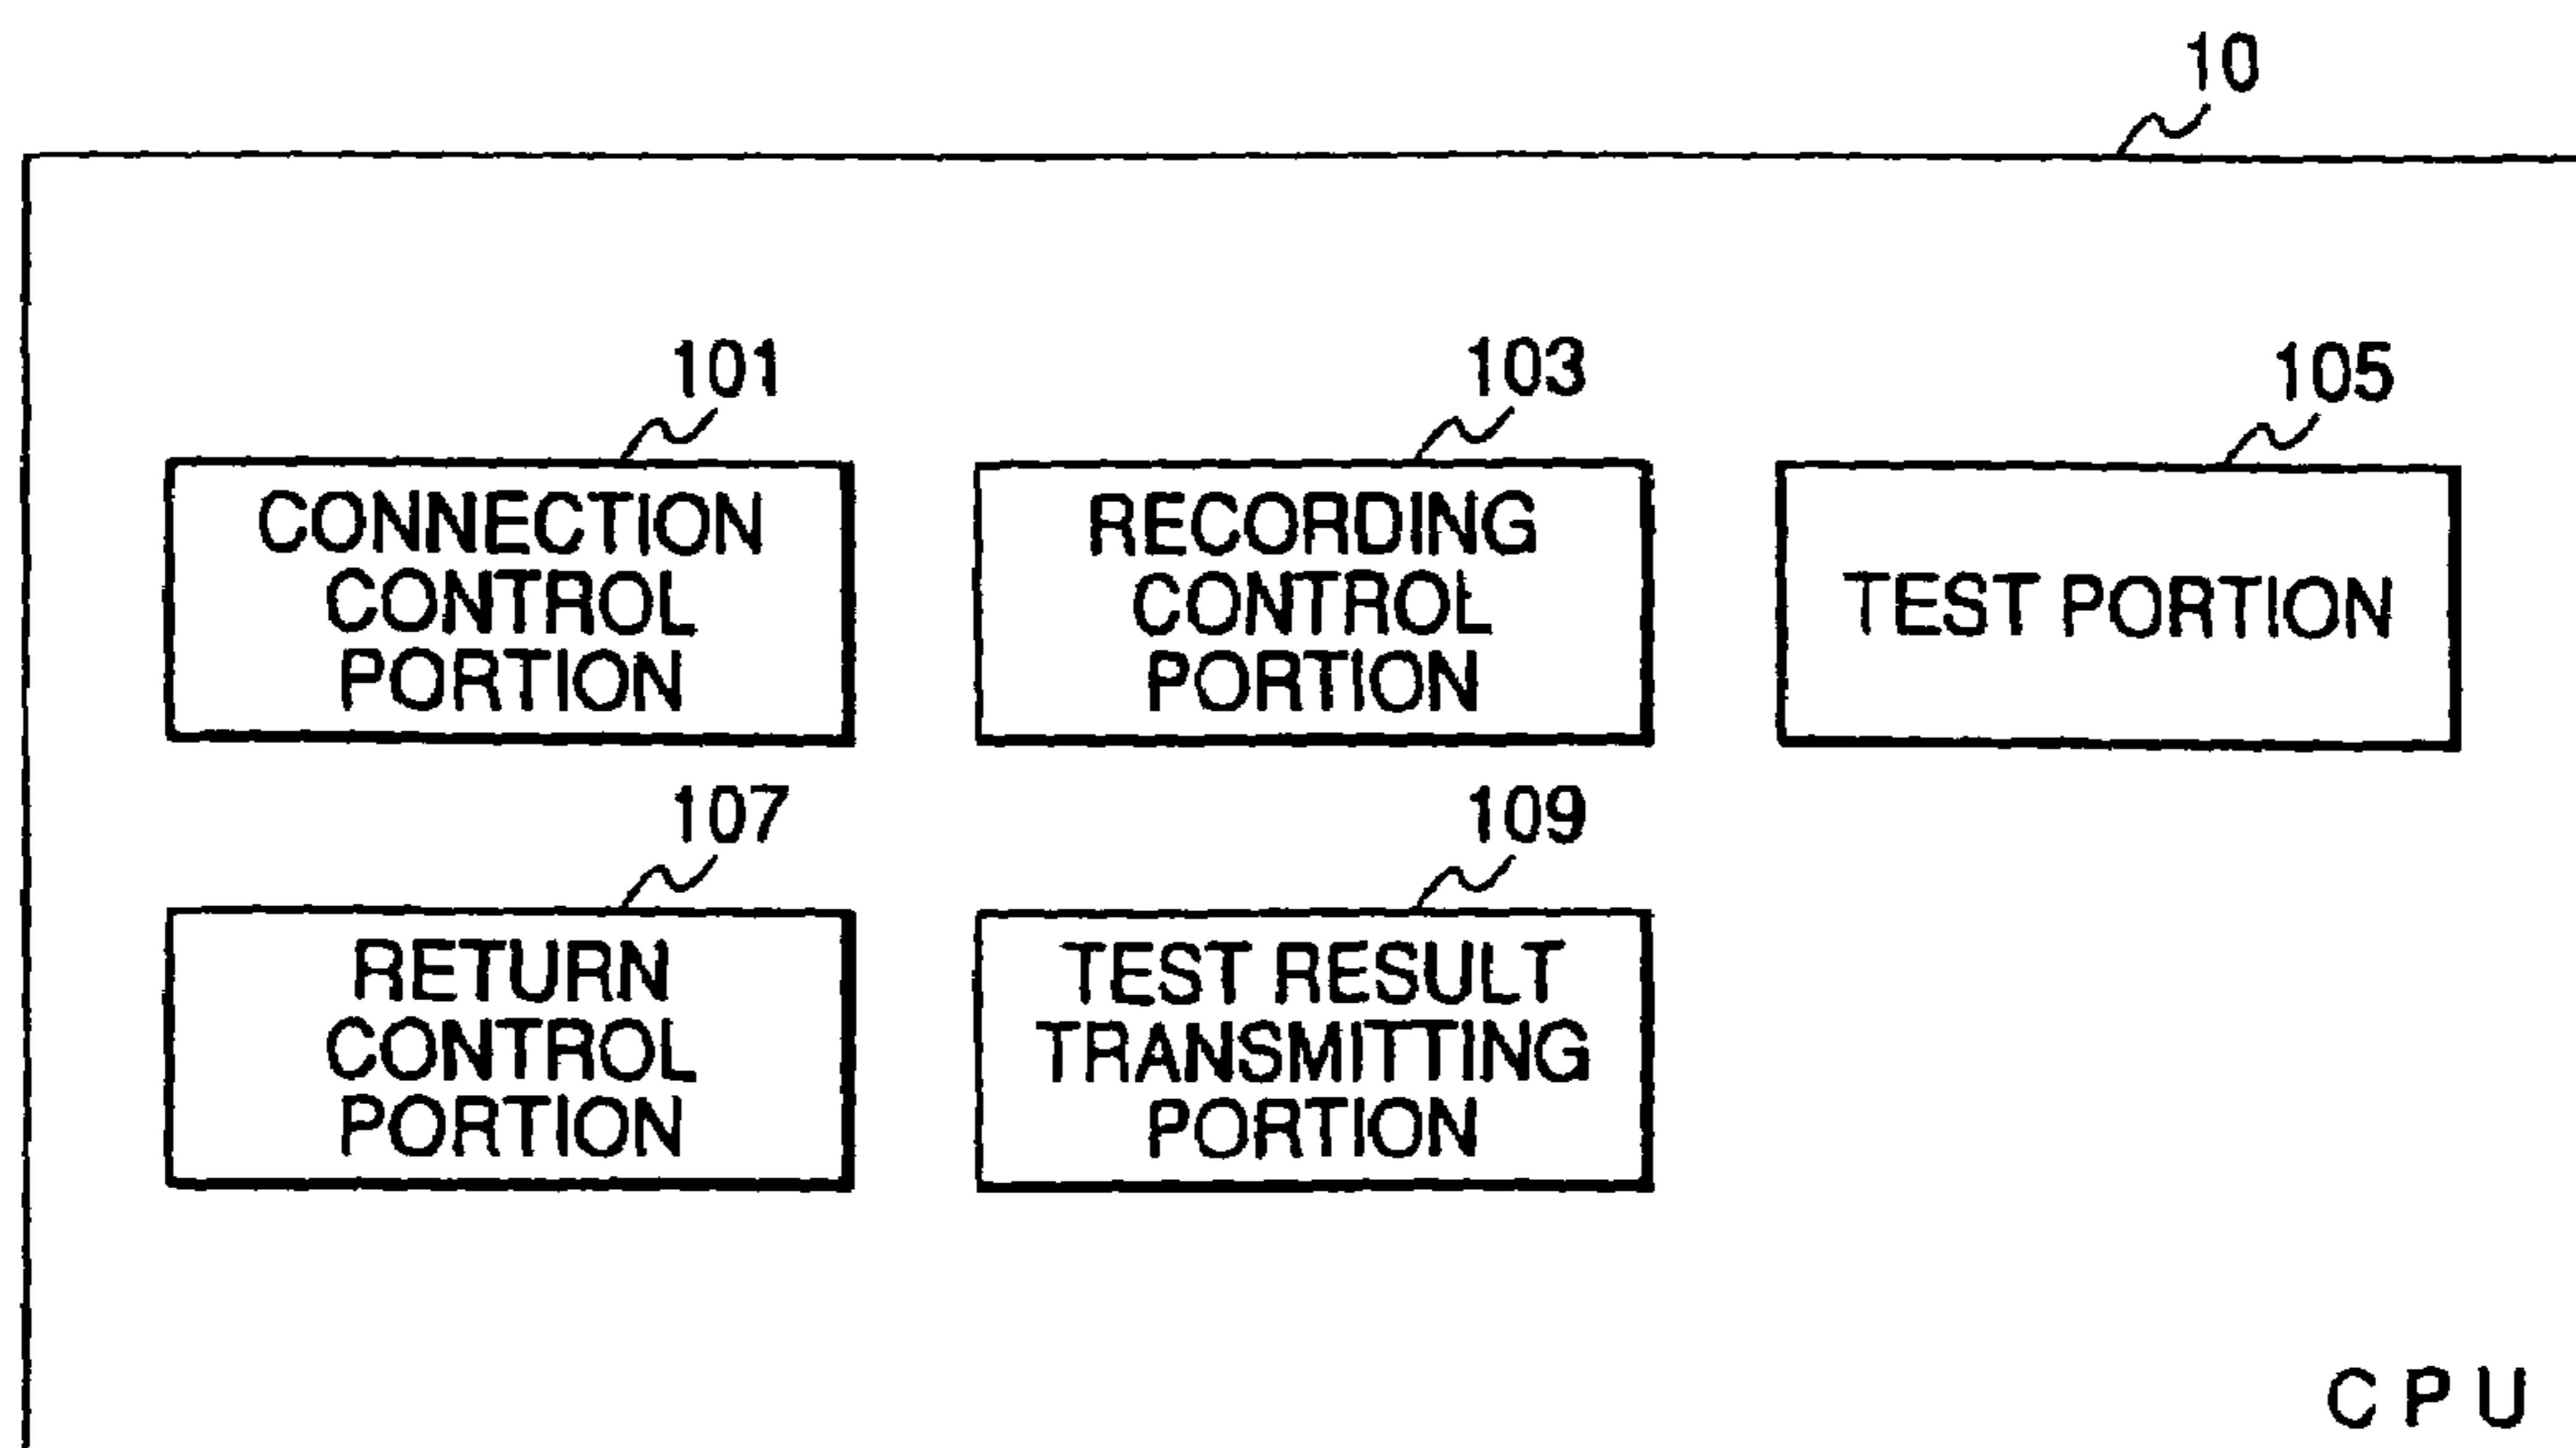 10
101
CONNECTION
CONTROL
PORTION
103
RECORDING
CONTROL
PORTION
105
TEST PORTION
107
RETURN
CONTROL
PORTION
109
TEST RESULT
TRANSMITTING
PORTION
CPU